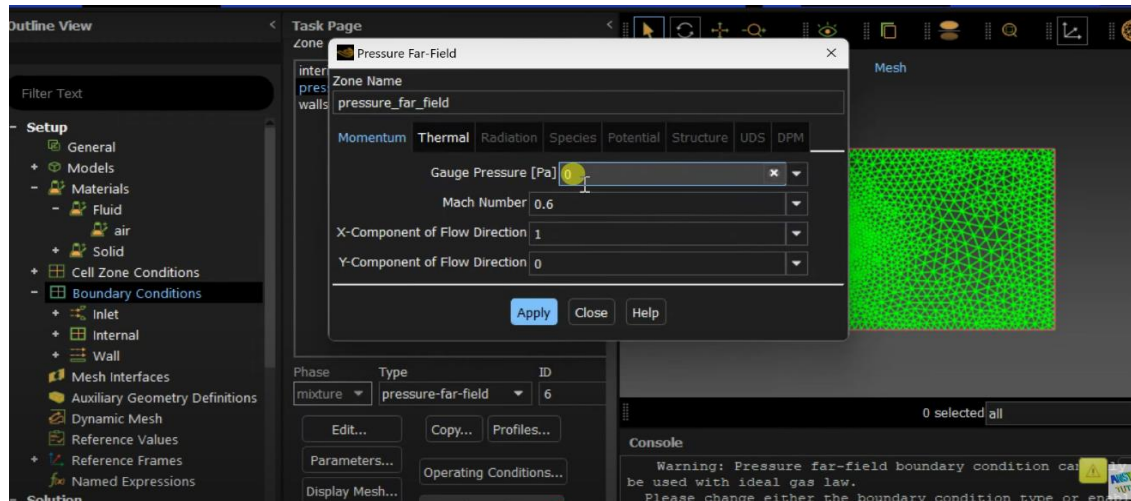 Outline View
Filter Text
Setup
General
Models
Materials
Fluid
air
Solid
Cell Zone Conditions
Boundary Conditions
Inlet
Internal
Wall
Mesh Interfaces
Auxiliary Geometry Definitions
Dynamic Mesh
Reference Values
Reference Frames
Named Expressions
Solution
Task Page
Zone
inter
pres
walls
Pressure Far-Field
Zone Name
pressure_far_field
Momentum Thermal Radiation Species Potential Structure UDS DPM
Gauge Pressure [Pa] 0
Mach Number 0.6
X-Component of Flow Direction 1
Y-Component of Flow Direction 0
Apply Close Help
Phase Type ID
mixture pressure-far-field 6
Edit... Copy... Profiles...
Parameters... Operating Conditions...
Display Mesh...
Mesh
0 selected all
Console
Warning: Pressure far-field boundary condition can
be used with ideal gas law.
Please change either the boundary condition type or